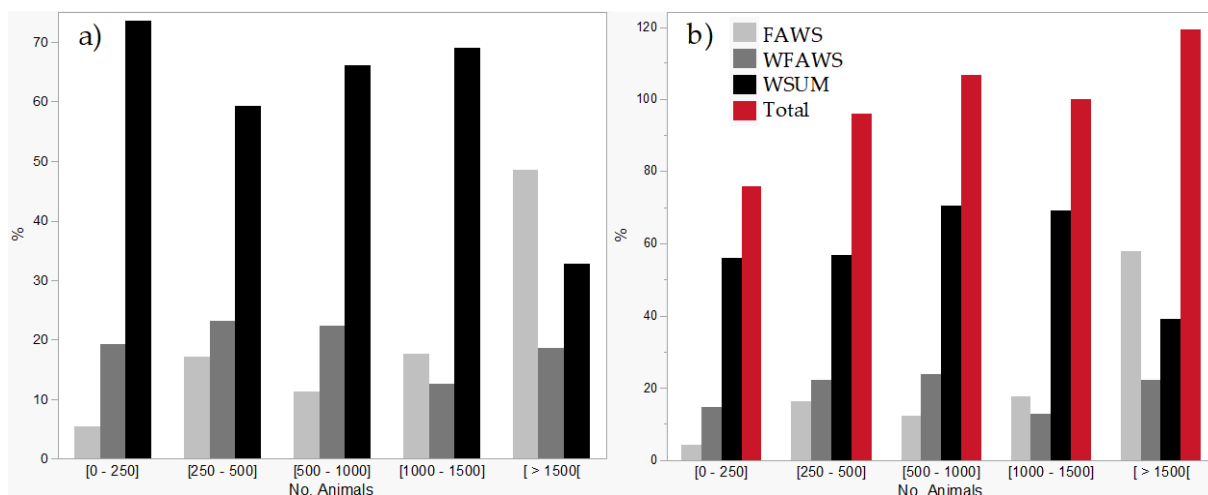 a)
70
60
50
40
30
20
10
0
%
[0 - 250]
[250 - 500]
[500 - 1000]
[1000 - 1500]
[ > 1500[
No. Animals
b)
FAWS
WFAWS
WSUM
Total
120
100
80
60
40
20
0
%
[0 - 250]
[250 - 500]
[500 - 1000]
[1000 - 1500]
[ > 1500[
No. Animals